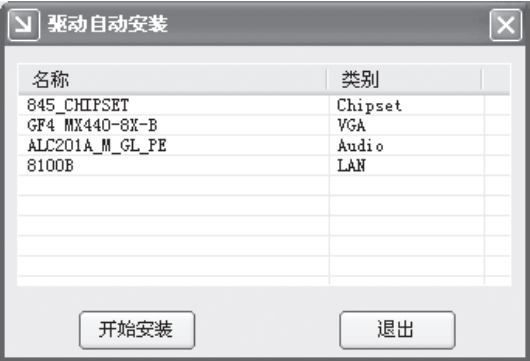 驱动自动安装
名称 类别
845_CHIPSET Chipset
GF4 MX440-8X-B VGA
ALC201A_M_GL_PE Audio
8100B LAN
开始安装 退出